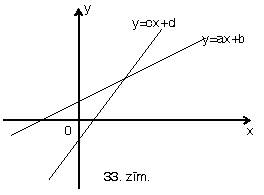 y
y=cx+d
y=ax+b
0
x
33. zīm.